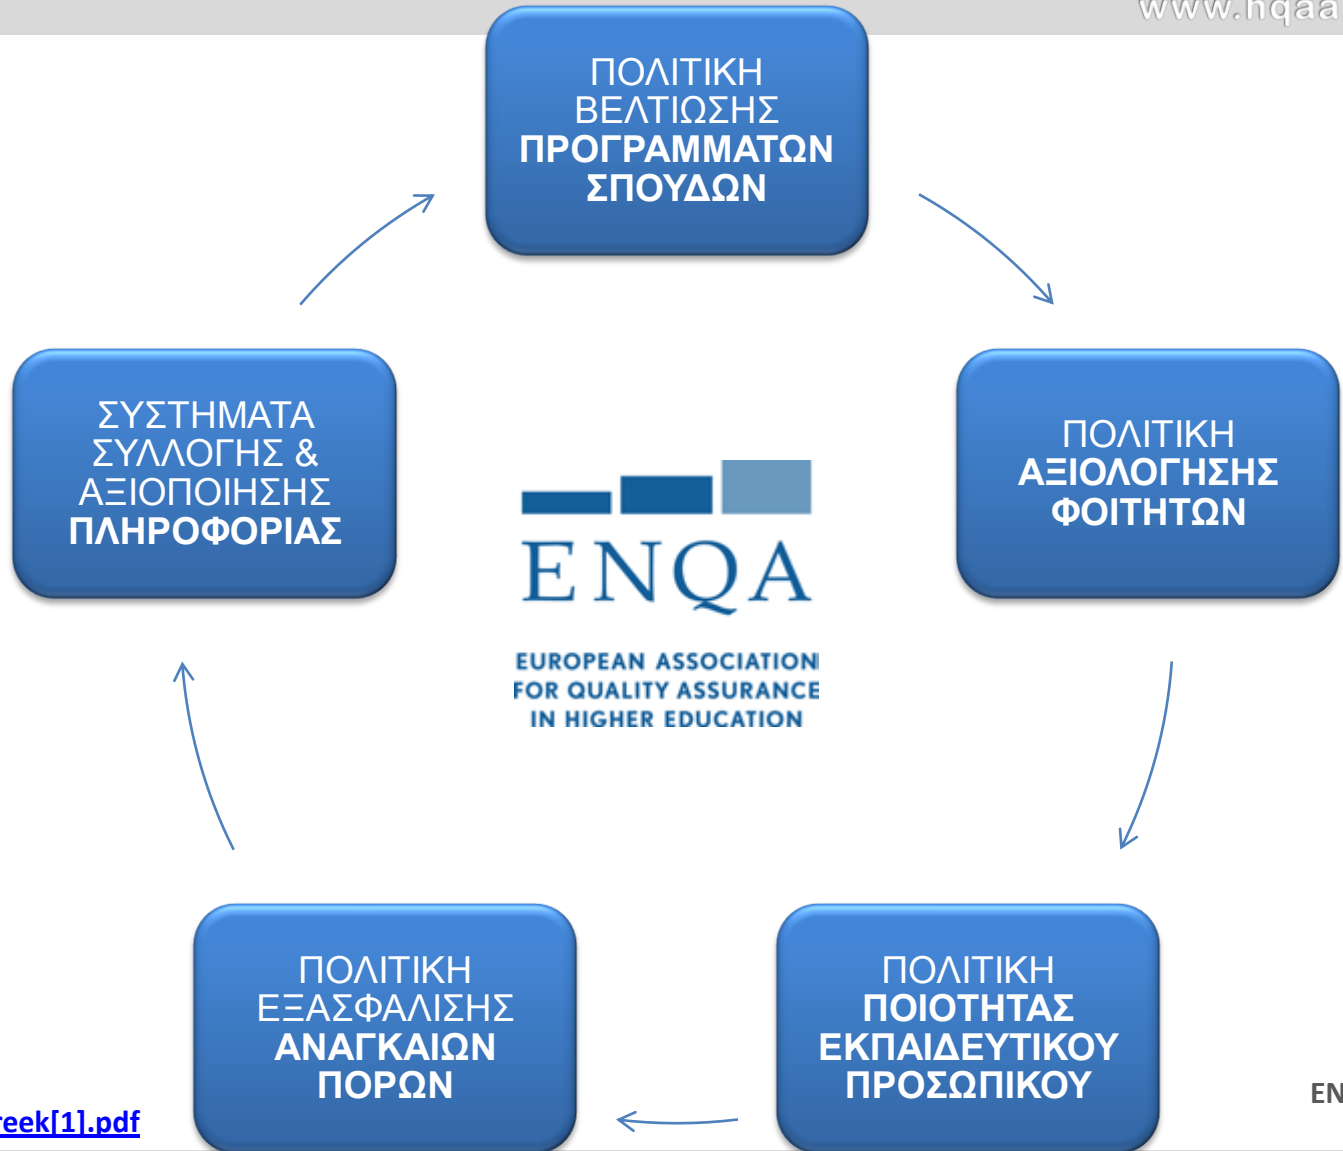 www.hqaa
ΠΟΛΙΤΙΚΗ
ΒΕΛΤΙΩΣΗΣ
ΠΡΟΓΡΑΜΜΑΤΩΝ
ΣΠΟΥΔΩΝ
ΣΥΣΤΗΜΑΤΑ
ΣΥΛΛΟΓΗΣ &
ΑΞΙΟΠΟΙΗΣΗΣ
ΠΛΗΡΟΦΟΡΙΑΣ
ΠΟΛΙΤΙΚΗ
ΑΞΙΟΛΟΓΗΣΗΣ
ΦΟΙΤΗΤΩΝ
ENQA
EUROPEAN ASSOCIATION
FOR QUALITY ASSURANCE
IN HIGHER EDUCATION
ΠΟΛΙΤΙΚΗ
ΕΞΑΣΦΑΛΙΣΗΣ
ΑΝΑΓΚΑΙΩΝ
ΠΟΡΩΝ
ΠΟΛΙΤΙΚΗ
ΠΟΙΟΤΗΤΑΣ
ΕΚΠΑΙΔΕΥΤΙΚΟΥ
ΠΡΟΣΩΠΙΚΟΥ
reek[1].pdf
EN